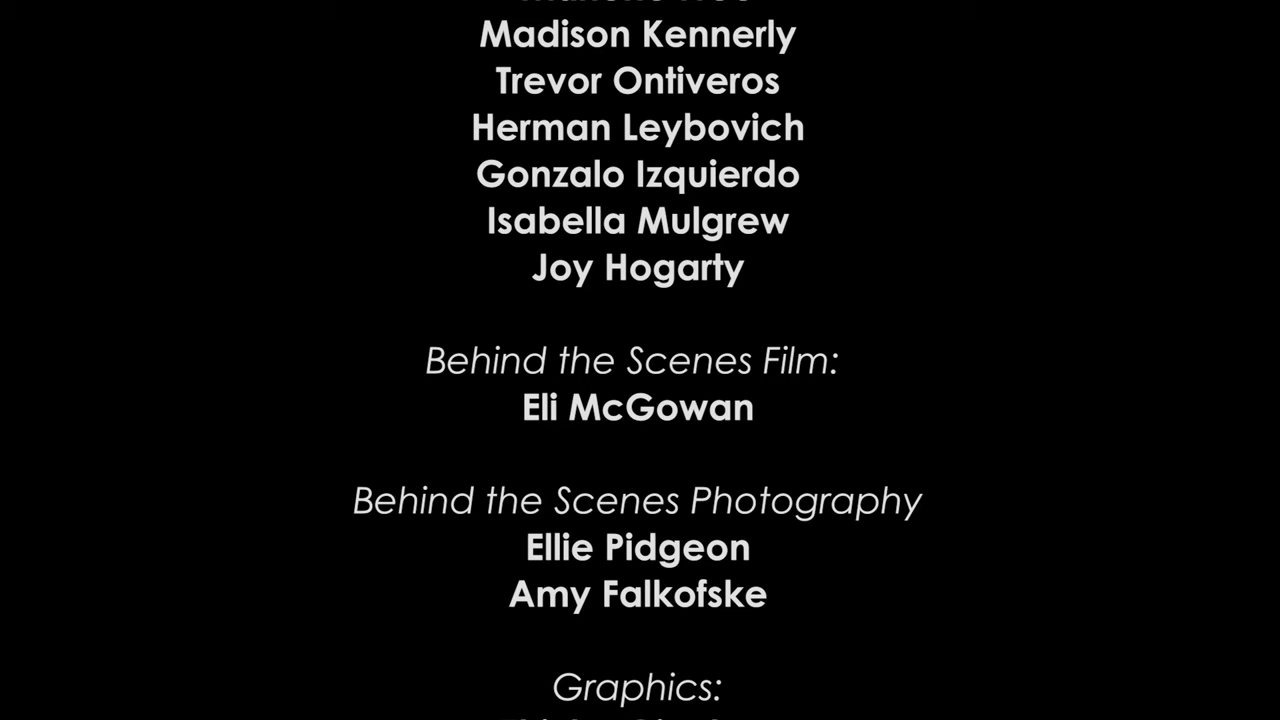 Madison Kennerly
Trevor Ontiveros
Herman Leybovich
Gonzalo Izquierdo
Isabella Mulgrew
Joy Hogarty
Behind the Scenes Film:
Eli McGowan
Behind the Scenes Photography
Ellie Pidgeon
Amy Falkofske
Graphics: